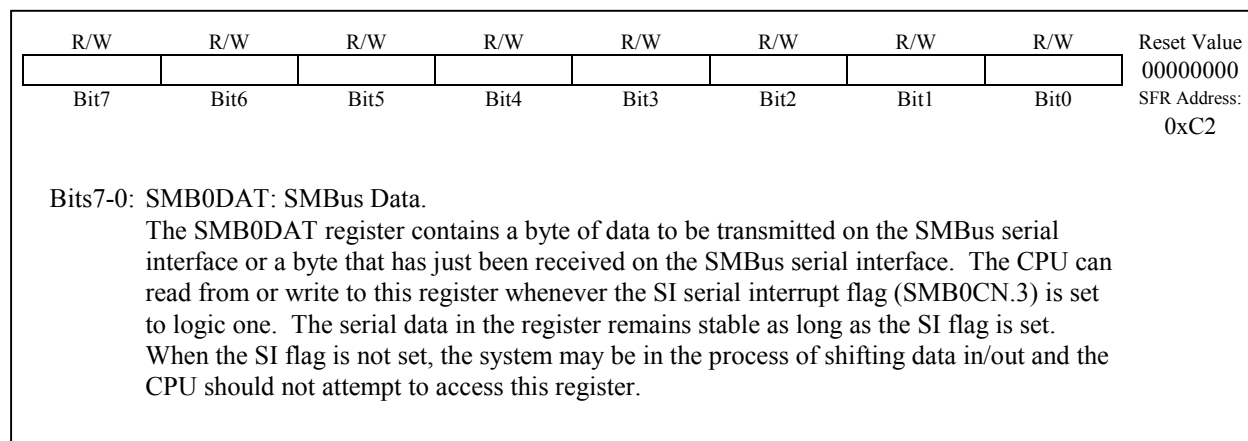 R/W R/W R/W R/W R/W R/W R/W R/W Reset Value
00000000
Bit7 Bit6 Bit5 Bit4 Bit3 Bit2 Bit1 Bit0 SFR Address:
0xC2
Bits7-0: SMB0DAT: SMBus Data.
The SMB0DAT register contains a byte of data to be transmitted on the SMBus serial
interface or a byte that has just been received on the SMBus serial interface. The CPU can
read from or write to this register whenever the SI serial interrupt flag (SMB0CN.3) is set
to logic one. The serial data in the register remains stable as long as the SI flag is set.
When the SI flag is not set, the system may be in the process of shifting data in/out and the
CPU should not attempt to access this register.